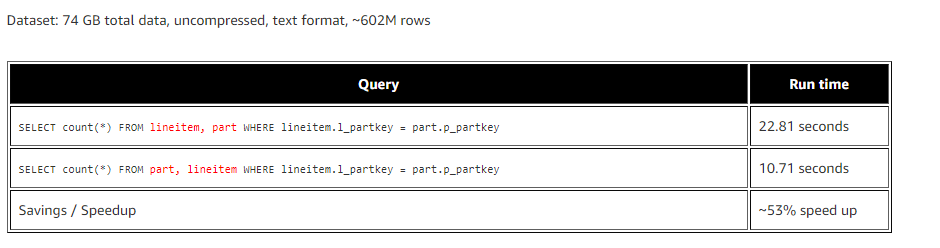 Dataset: 74 GB total data, uncompressed, text format, ~602M rows
Query
Run time
SELECT count(*) FROM lineitem, part WHERE lineitem.l_partkey = part.p_partkey
22.81 seconds
SELECT count(*) FROM part, lineitem WHERE lineitem.l_partkey = part.p_partkey
10.71 seconds
Savings / Speedup
~53% speed up